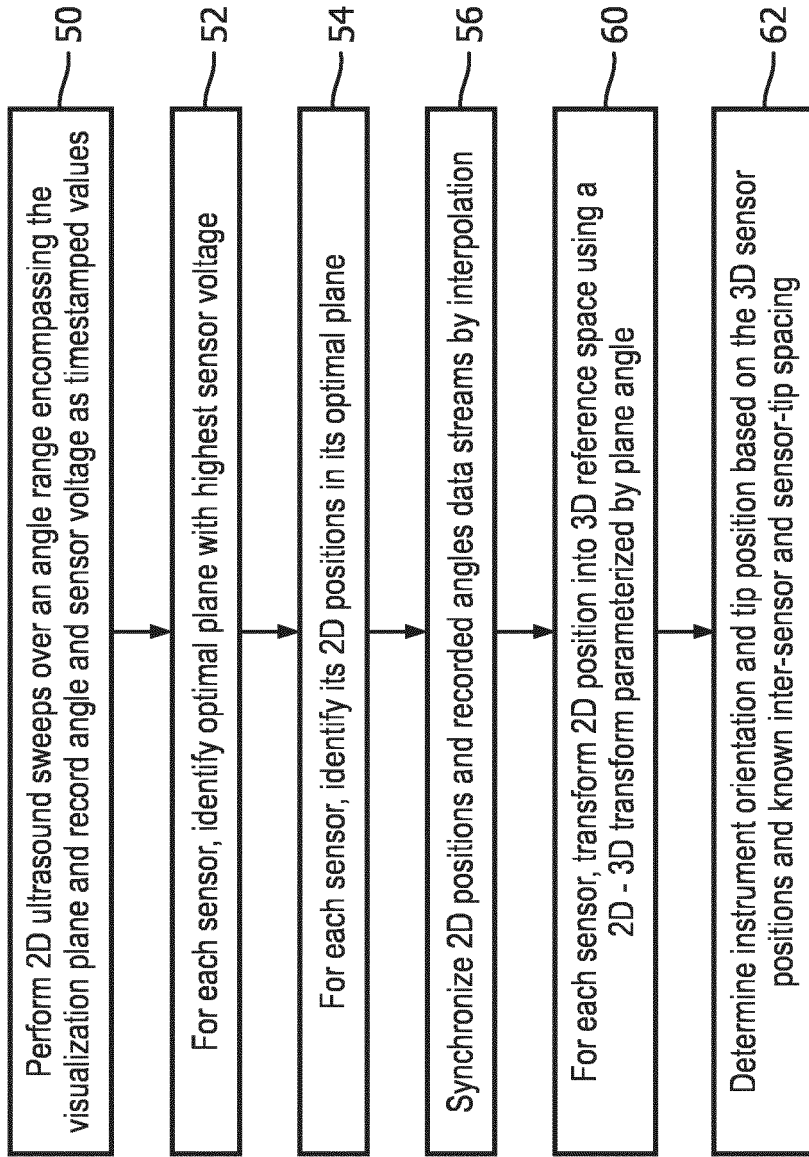 Perform 2D ultrasound sweeps over an angle range encompassing the
visualization plane and record angle and sensor voltage as timestamped values
50
For each sensor, identify optimal plane with highest sensor voltage
52
For each sensor, identify its 2D positions in its optimal plane
54
Synchronize 2D positions and recorded angles data streams by interpolation
56
For each sensor, transform 2D position into 3D reference space using a
2D - 3D transform parameterized by plane angle
60
Determine instrument orientation and tip position based on the 3D sensor
positions and known inter-sensor and sensor-tip spacing
62